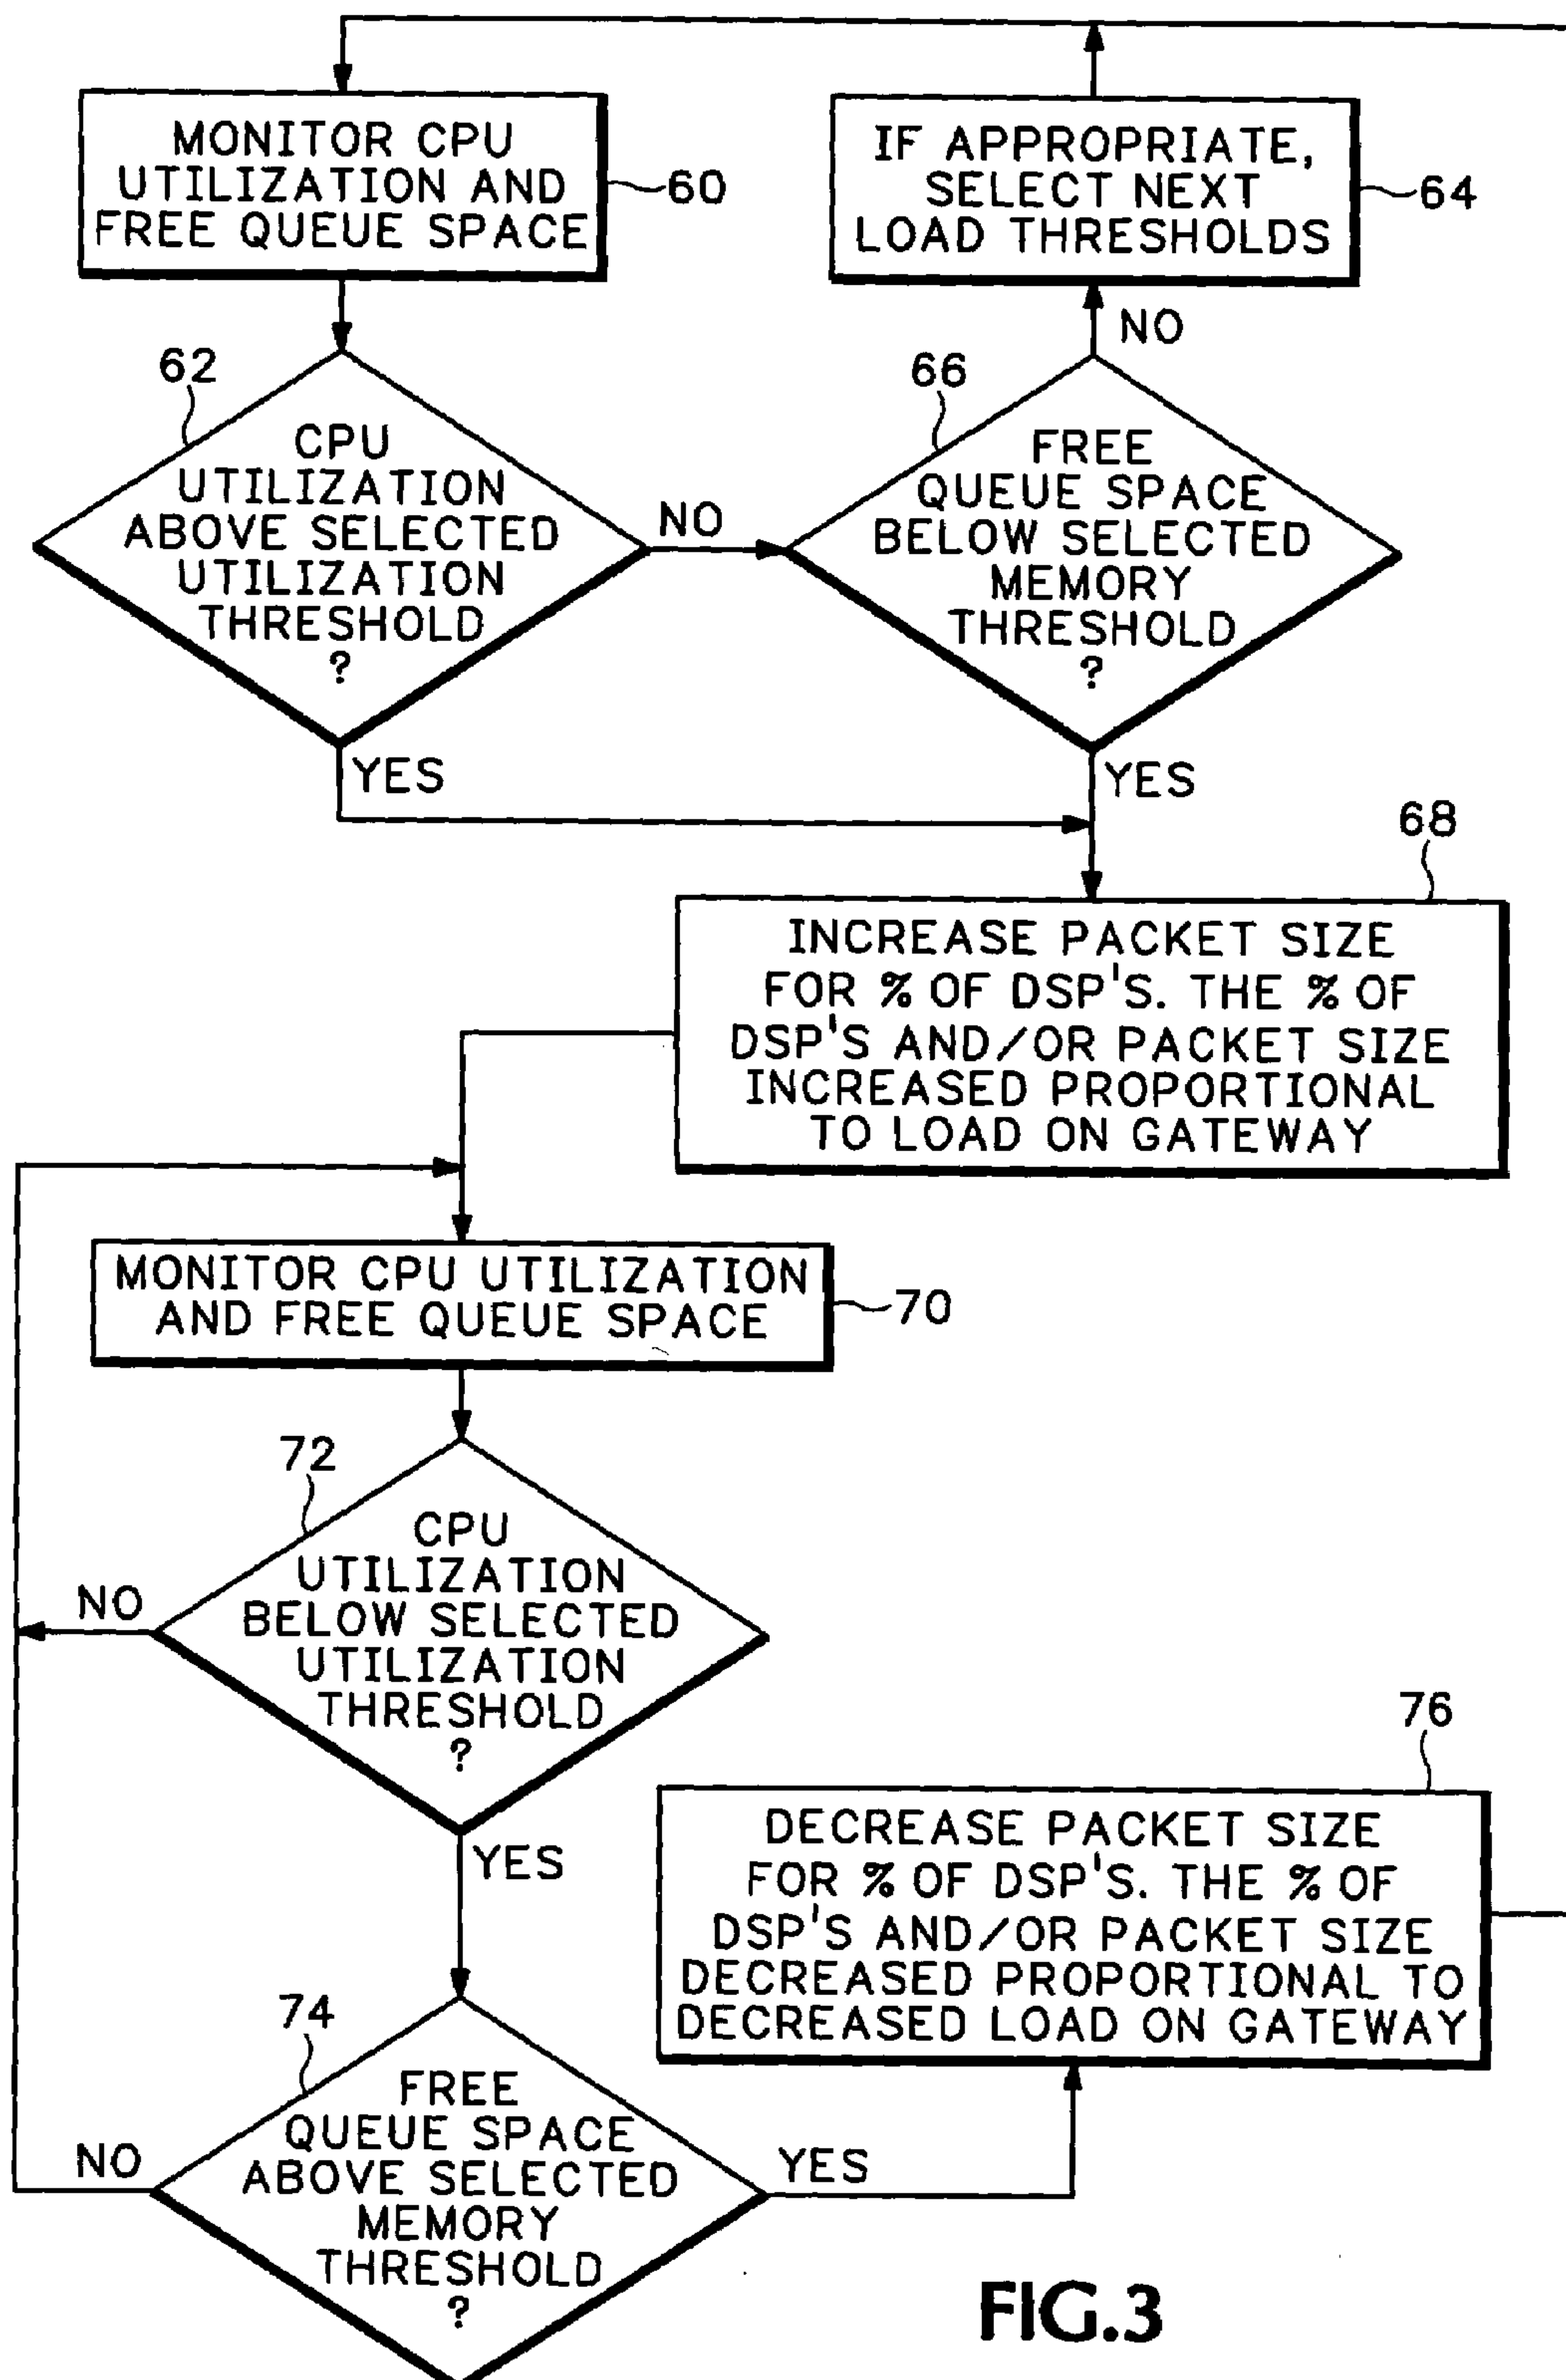 MONITOR CPU
UTILIZATION AND
FREE QUEUE SPACE
60
IF APPROPRIATE,
SELECT NEXT
LOAD THRESHOLDS
64
NO
62
CPU
UTILIZATION
ABOVE SELECTED
UTILIZATION
THRESHOLD
?
NO
66
FREE
QUEUE SPACE
BELOW SELECTED
MEMORY
THRESHOLD
?
YES
YES
68
INCREASE PACKET SIZE
FOR % OF DSP'S. THE % OF
DSP'S AND/OR PACKET SIZE
INCREASED PROPORTIONAL
TO LOAD ON GATEWAY
MONITOR CPU UTILIZATION
AND FREE QUEUE SPACE
70
72
CPU
UTILIZATION
BELOW SELECTED
UTILIZATION
THRESHOLD
?
NO
YES
76
DECREASE PACKET SIZE
FOR % OF DSP'S. THE % OF
DSP'S AND/OR PACKET SIZE
DECREASED PROPORTIONAL TO
DECREASED LOAD ON GATEWAY
74
FREE
QUEUE SPACE
ABOVE SELECTED
MEMORY
THRESHOLD
?
NO
YES
FIG.3